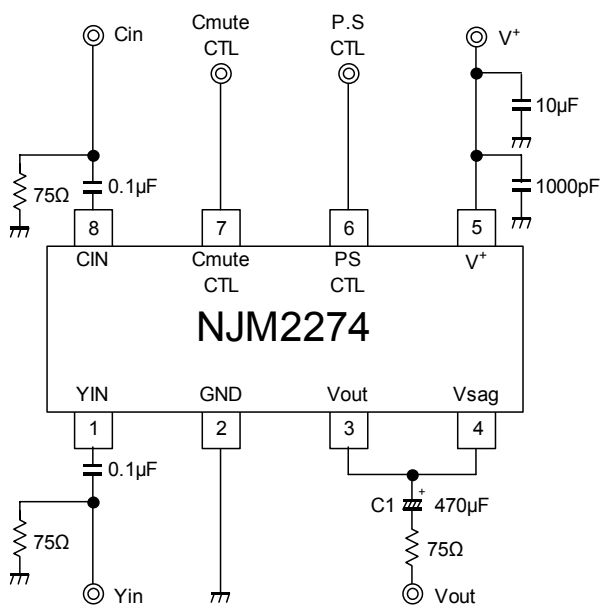 Cin
Cmute
CTL
P.S
CTL
V+
10µF
0.1µF
75Ω
1000pF
8
7
6
5
CIN
Cmute
CTL
PS
CTL
V+
NJM2274
YIN
GND
Vout
Vsag
1
2
3
4
0.1µF
+
C1
470µF
75Ω
75Ω
Yin
Vout